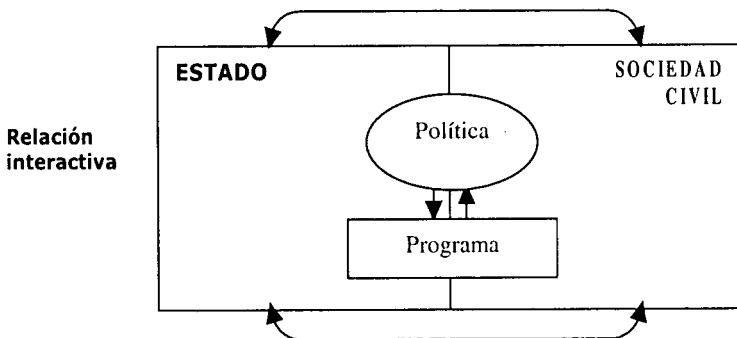 ESTADO
SOCIEDAD
CIVIL
Política
Relación
interactiva
Programa